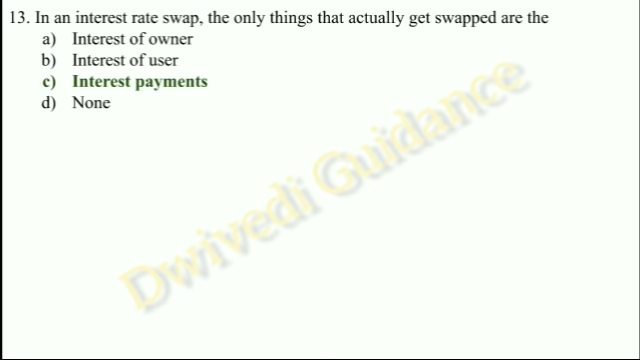 13. In an interest rate swap, the only things that actually get swapped are the
a) Interest of owner
b) Interest of user
c) Interest payments
d) None
Dwivedi Guidance